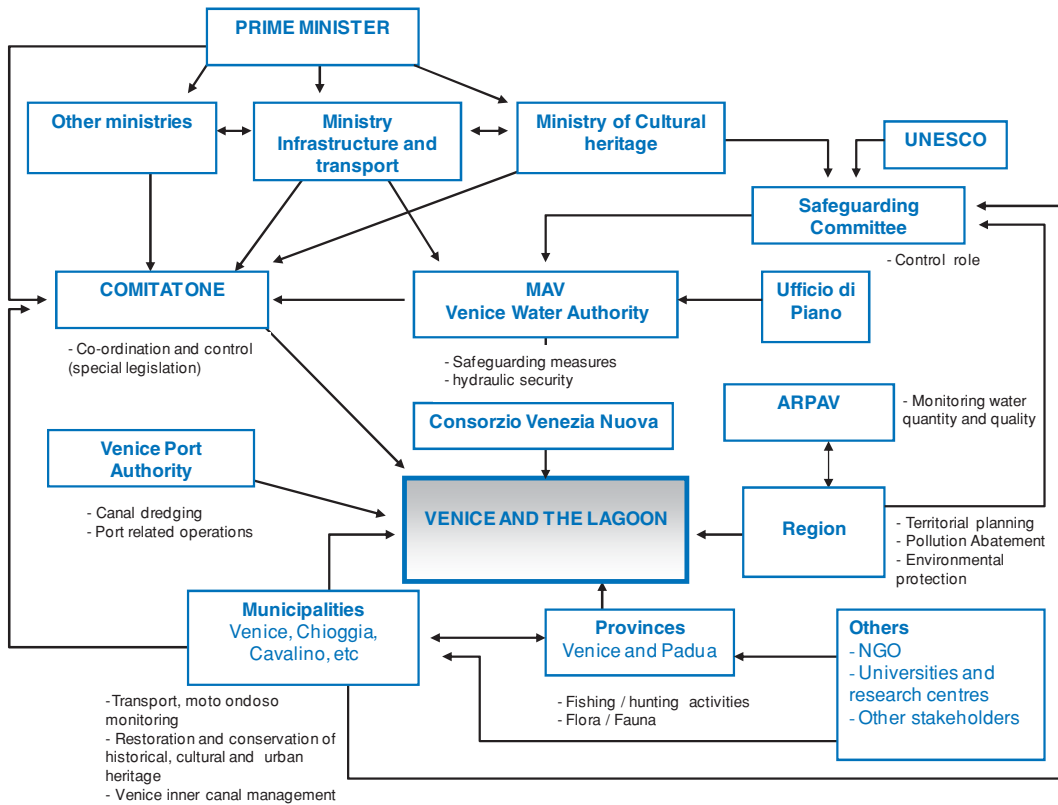 PRIME MINISTER
Other ministries
Ministry
Infrastructure and
transport
Ministry of Cultural
heritage
UNESCO
Safeguarding
Committee
- Control role
COMITATONE
MAV
Venice Water Authority
Ufficio di
Piano
- Co-ordination and control
(special legislation)
- Safeguarding measures
- hydraulic security
ARPAV
- Monitoring water
quantity and quality
Consorzio Venezia Nuova
Venice Port
Authority
- Canal dredging
- Port related operations
VENICE AND THE LAGOON
Region
- Territorial planning
- Pollution Abatement
- Environmental
protection
Municipalities
Venice, Chioggia,
Cavalino, etc
Provinces
Venice and Padua
Others
- NGO
- Universities and
research centres
- Other stakeholders
-Transport, moto ondoso
monitoring
- Restoration and conservation of
historical, cultural and urban
heritage
- Venice inner canal management
- Fishing / hunting activities
- Flora / Fauna